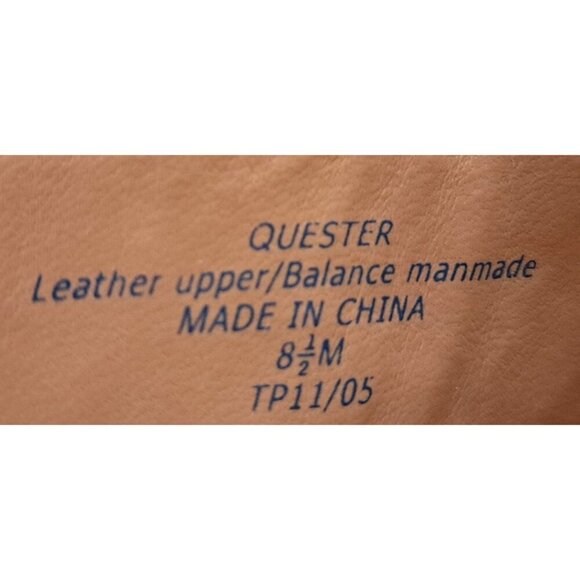 QUESTER
Leather upper/Balance manmade
MADE IN CHINA
8½M
TP11/05